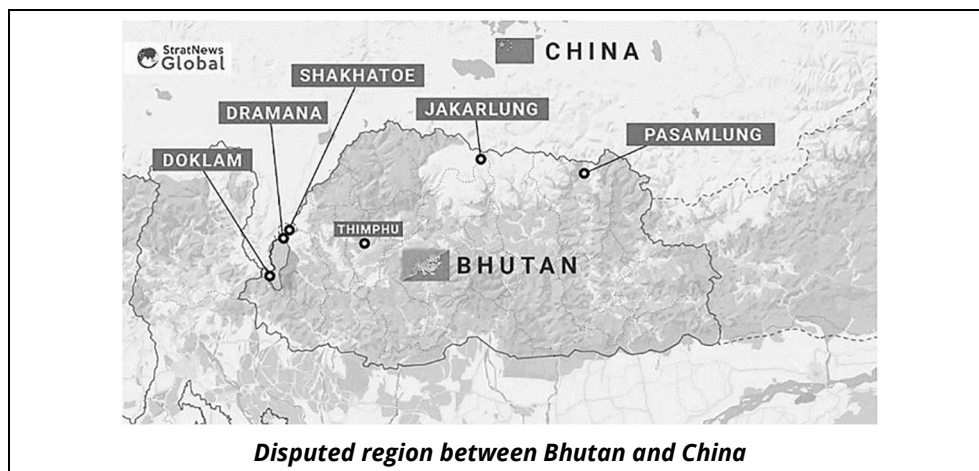 StratNews
Global
CHINA
SHAKHATOE
DRAMANA
JAKARLUNG
PASAMLUNG
DOKLAM
THIMPHU
BHUTAN
Disputed region between Bhutan and China